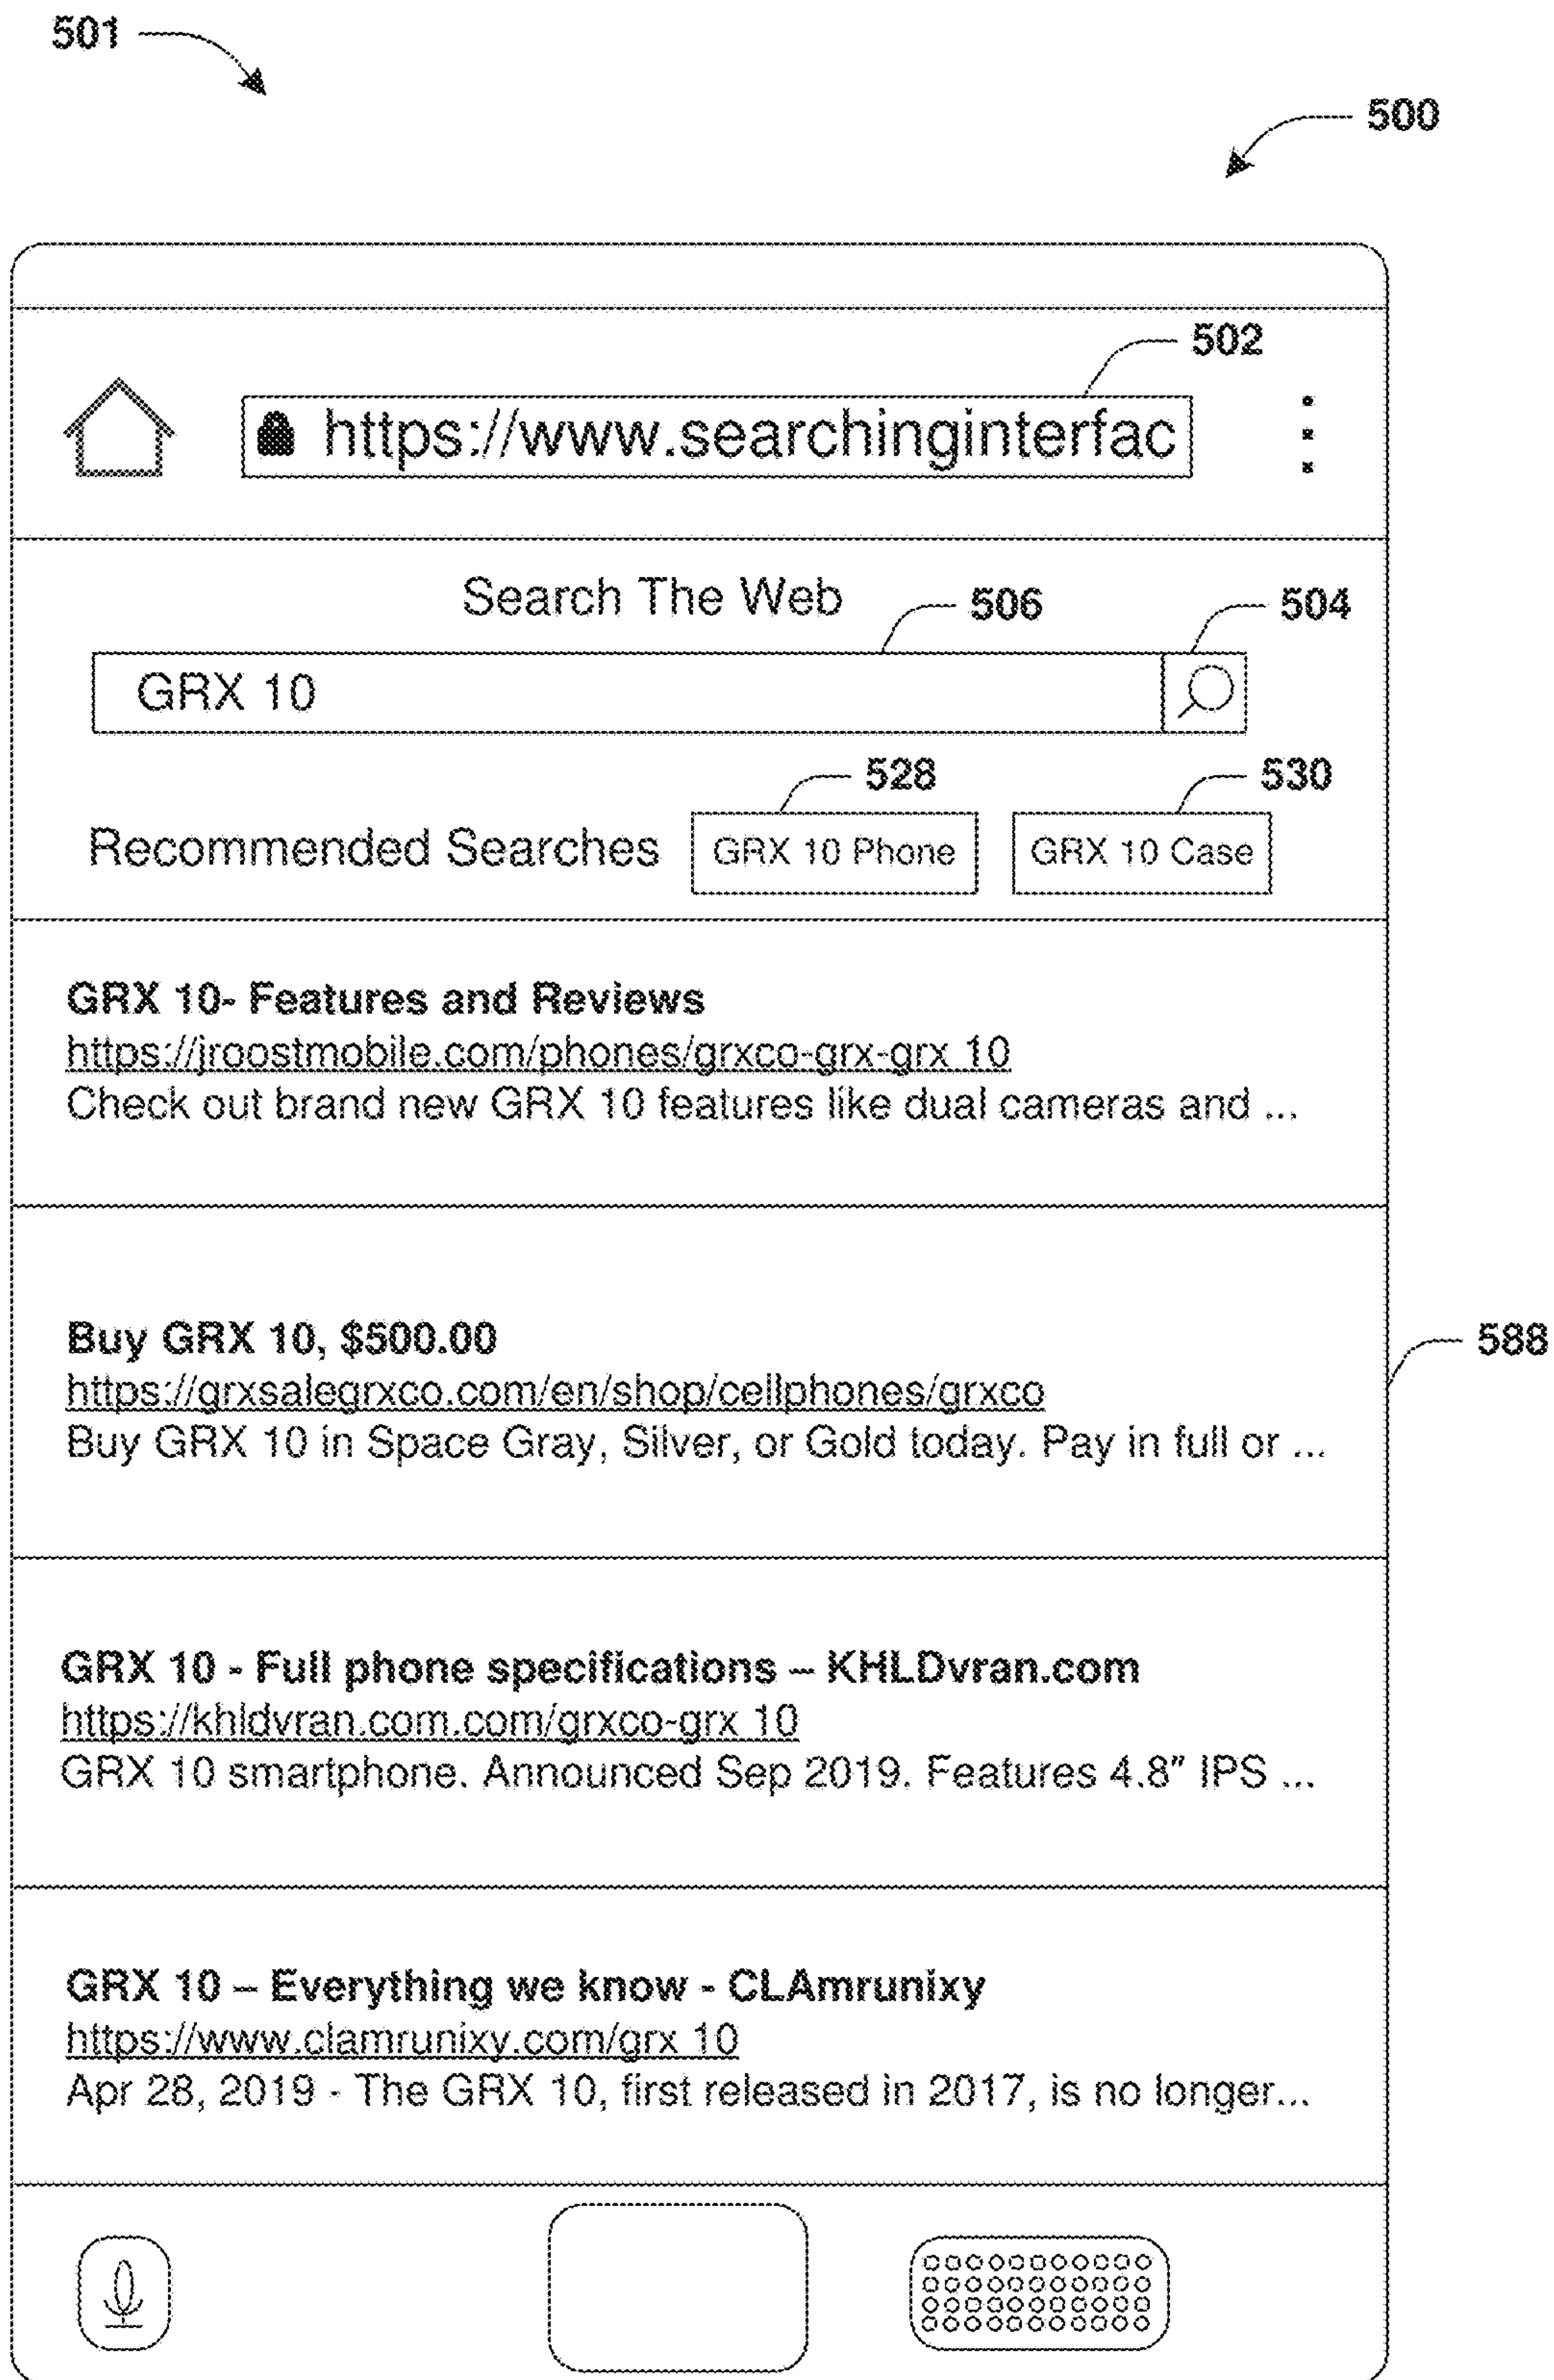 501
500
502
https://www.searchinginterfac
Search The Web
506
504
GRX 10
528
530
Recommended Searches
GRX 10 Phone
GRX 10 Case
GRX 10- Features and Reviews
https://jroostmobile.com/phones/grxco-grx-grx 10
Check out brand new GRX 10 features like dual cameras and ...
Buy GRX 10, $500.00
588
https://grxsalegrxco.com/en/shop/cellphones/grxco
Buy GRX 10 in Space Gray, Silver, or Gold today. Pay in full or ...
GRX 10 - Full phone specifications – KHLDvran.com
https://khldvran.com.com/grxco-grx 10
GRX 10 smartphone. Announced Sep 2019. Features 4.8″ IPS ...
GRX 10 – Everything we know - CLAmrunixy
https://www.clamrunixy.com/grx 10
Apr 28, 2019 - The GRX 10, first released in 2017, is no longer...